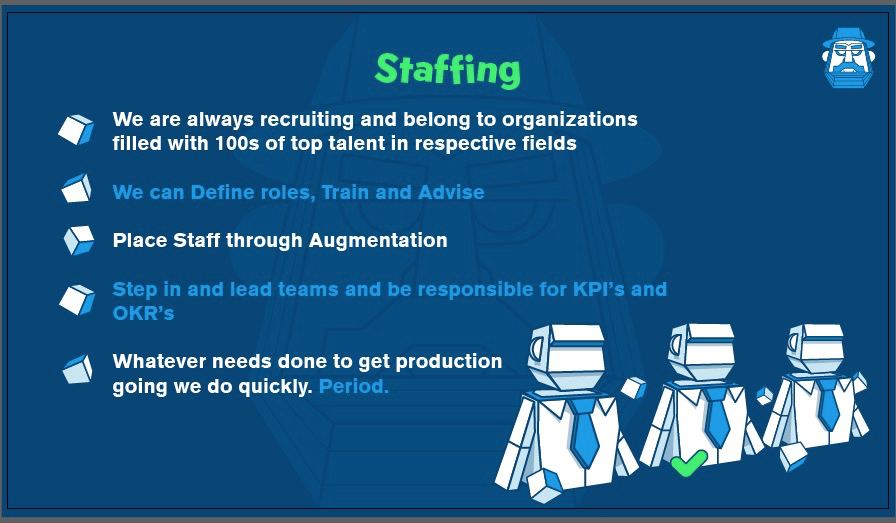 Staffing
We are always recruiting and belong to organizations
filled with 100s of top talent in respective fields
We can Define roles, Train and Advise
Place Staff through Augmentation
Step in and lead teams and be responsible for KPI’s and
OKR’s
Whatever needs done to get production
going we do quickly. Period.